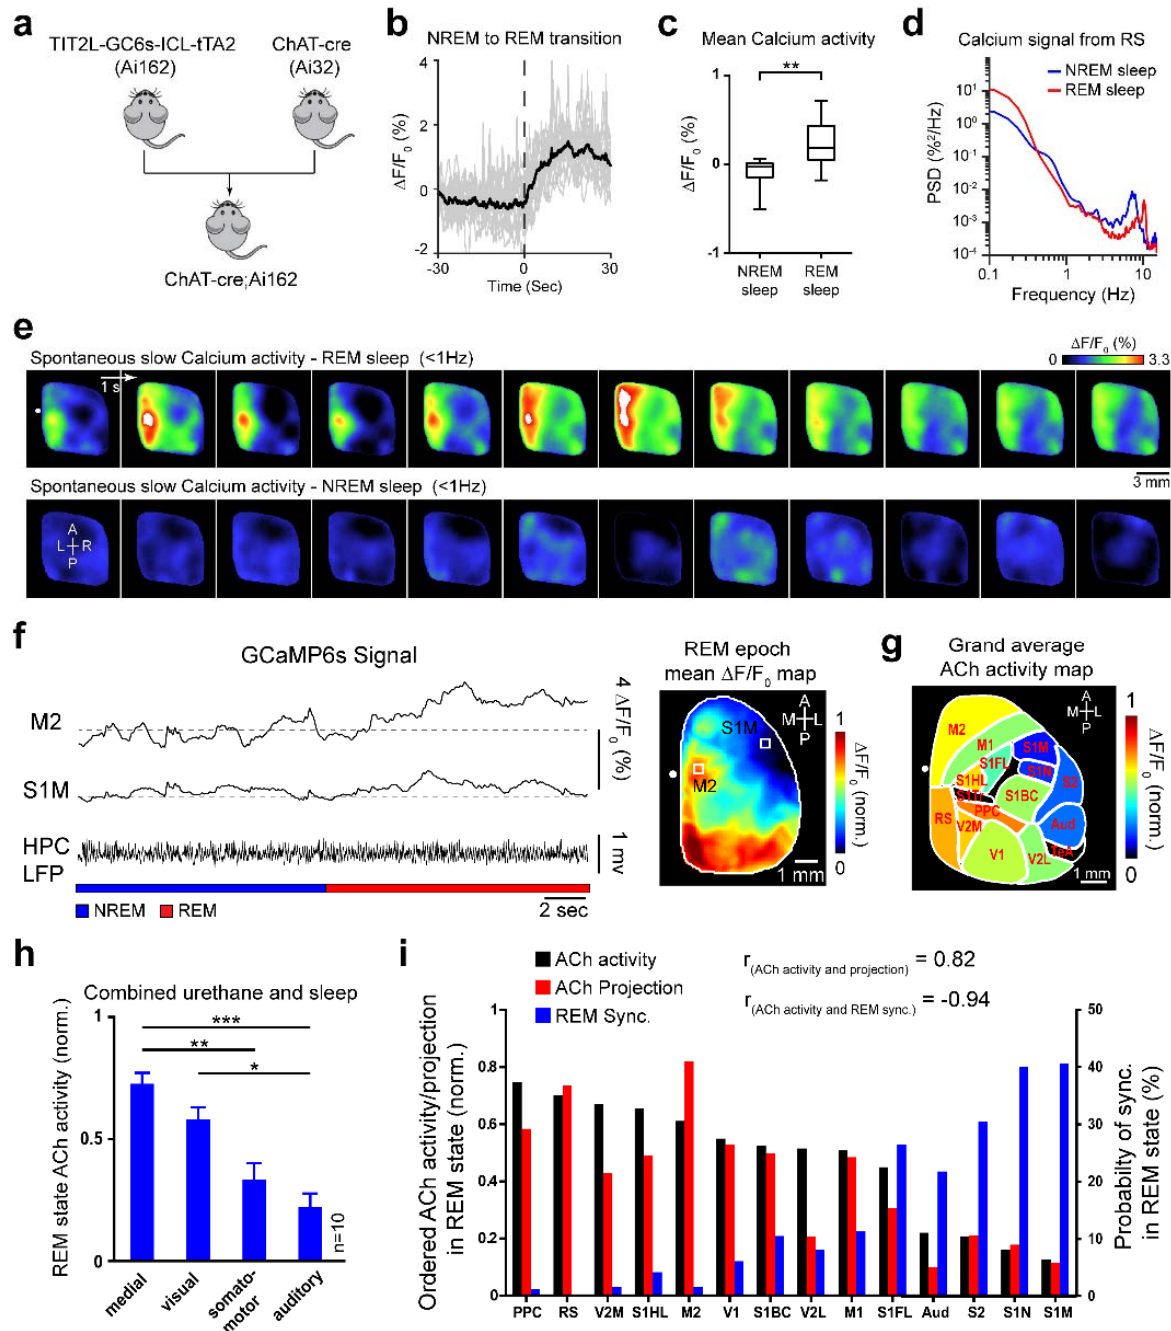 a
TIT2L-GC6s-ICL-tTA2
(Ai162)
ChAT-cre
(Ai32)
ChAT-cre;Ai162
b
NREM to REM transition
ΔF/F₀ (%)
4
2
0
-2
-30
0
30
Time (Sec)
c
Mean Calcium activity
**
ΔF/F₀ (%)
1
0
-1
NREM
sleep
REM
sleep
d
Calcium signal from RS
NREM sleep
REM sleep
PSD (%²/Hz)
10¹
10⁰
10⁻¹
10⁻²
10⁻³
10⁻⁴
0.1
1
10
Frequency (Hz)
e
Spontaneous slow Calcium activity - REM sleep (<1Hz)
ΔF/F₀ (%)
0
3.3
1 s
3 mm
Spontaneous slow Calcium activity - NREM sleep (<1Hz)
A
L
R
P
f
GCaMP6s Signal
M2
S1M
HPC
LFP
4 ΔF/F₀ (%)
1 mv
NREM
REM
2 sec
REM epoch
mean ΔF/F₀ map
A
M
L
P
S1M
M2
1 mm
1
0
ΔF/F₀ (norm.)
g
Grand average
ACh activity map
A
M
L
P
M2
M1
S1FL
S1M
S1N
S2
S1HL
S1Tr
S1BC
PPC
RS
V2M
Aud
V1
V2L
TeA
1 mm
1
0
ΔF/F₀ (norm.)
h
Combined urethane and sleep
***
**
*
REM state ACh activity (norm.)
1
0.5
0
n=10
medial
visual
somato-
motor
auditory
i
ACh activity
ACh Projection
REM Sync.
r(ACh activity and projection) = 0.82
r(ACh activity and REM sync.) = -0.94
Ordered ACh activity/projection
in REM state (norm.)
1
0.8
0.6
0.4
0.2
0
50
40
30
20
10
0
Probabilty of sync.
in REM state (%)
PPC
RS
V2M
S1HL
M2
V1
S1BC
V2L
M1
S1FL
Aud
S2
S1N
S1M